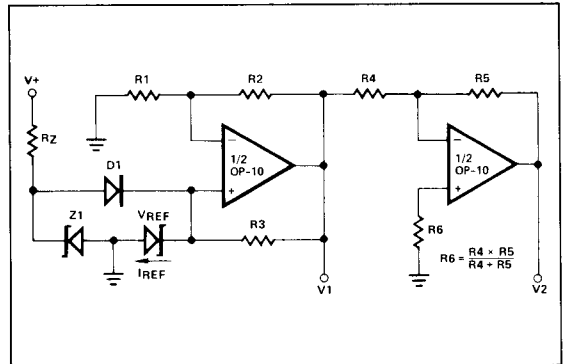 V+
RZ
R1
R2
R4
R5
D1
Z1
VREF
IREF
−
1/2
OP-10
+
R3
V1
−
1/2
OP-10
+
R6
R6 = R4 × R5
R4 + R5
V2